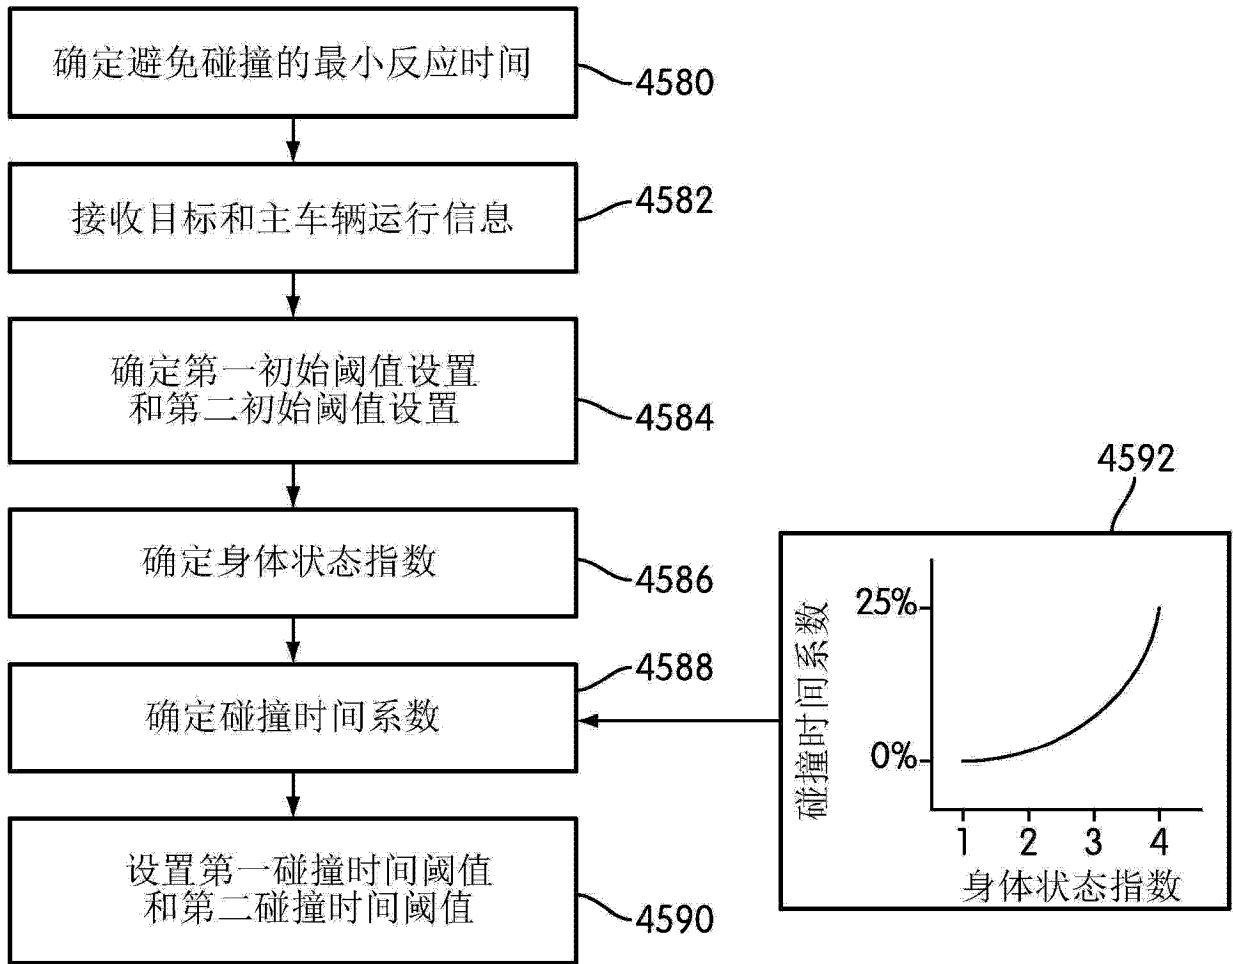 确定避免碰撞的最小反应时间
4580
接收目标和主车辆运行信息
4582
确定第一初始阈值设置
和第二初始阈值设置
4584
确定身体状态指数
4586
确定碰撞时间系数
4588
设置第一碰撞时间阈值
和第二碰撞时间阈值
4590
4592
碰撞时间系数
25%
0%
1 2 3 4
身体状态指数